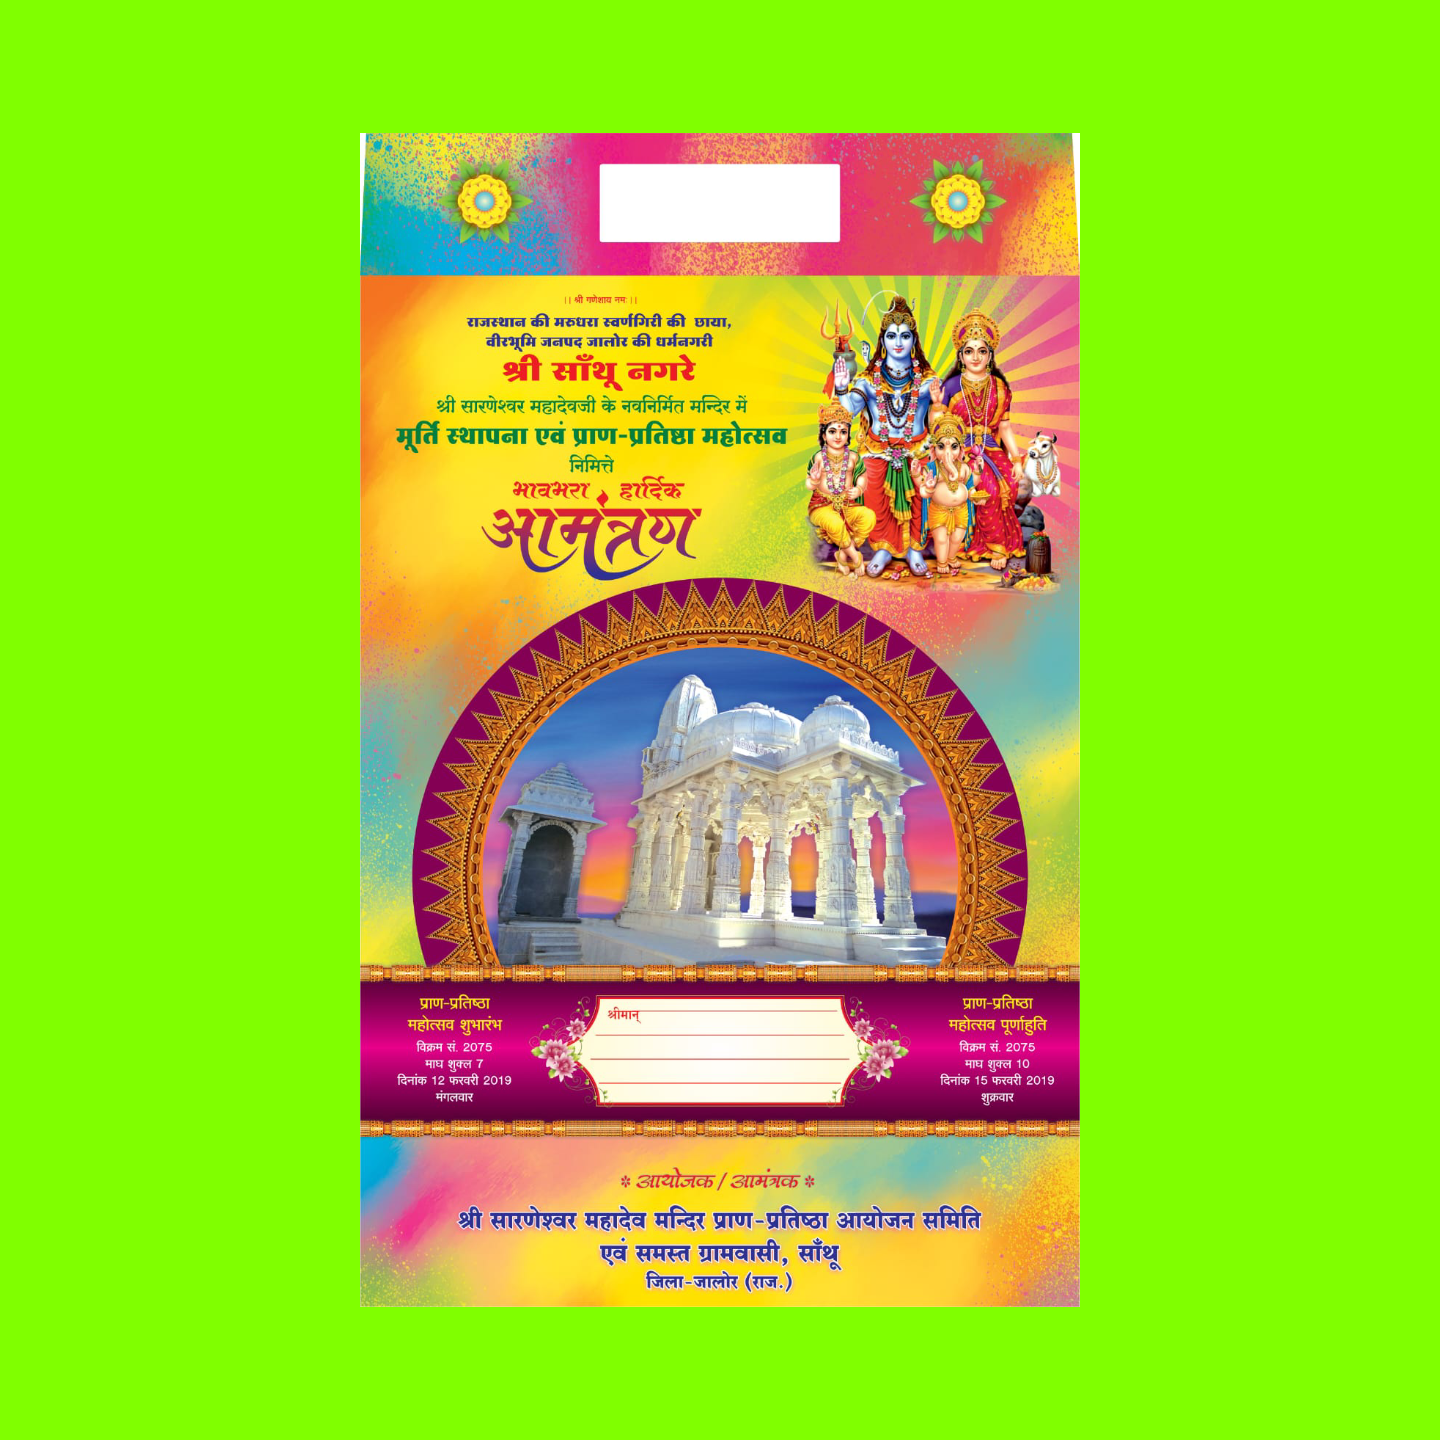 ।। श्री गणेशाय नमः ।।
राजस्थान की मरुधरा स्वर्णगिरी की छाया,
वीरभूमि जनपद जालोर की धर्मनगरी
श्री साँथू नगरे
श्री सारणेश्वर महादेवजी के नवनिर्मित मन्दिर में
मूर्ति स्थापना एवं प्राण-प्रतिष्ठा महोत्सव
निमित्ते
भावभरा हार्दिक
आमंत्रण
प्राण-प्रतिष्ठा
महोत्सव शुभारंभ
विक्रम सं. 2075
माघ शुक्ल 7
दिनांक 12 फरवरी 2019
मंगलवार
श्रीमान्
प्राण-प्रतिष्ठा
महोत्सव पूर्णाहुति
विक्रम सं. 2075
माघ शुक्ल 10
दिनांक 15 फरवरी 2019
शुक्रवार
* आयोजक / आमंत्रक *
श्री सारणेश्वर महादेव मन्दिर प्राण-प्रतिष्ठा आयोजन समिति
एवं समस्त ग्रामवासी, साँथू
जिला-जालोर (राज.)